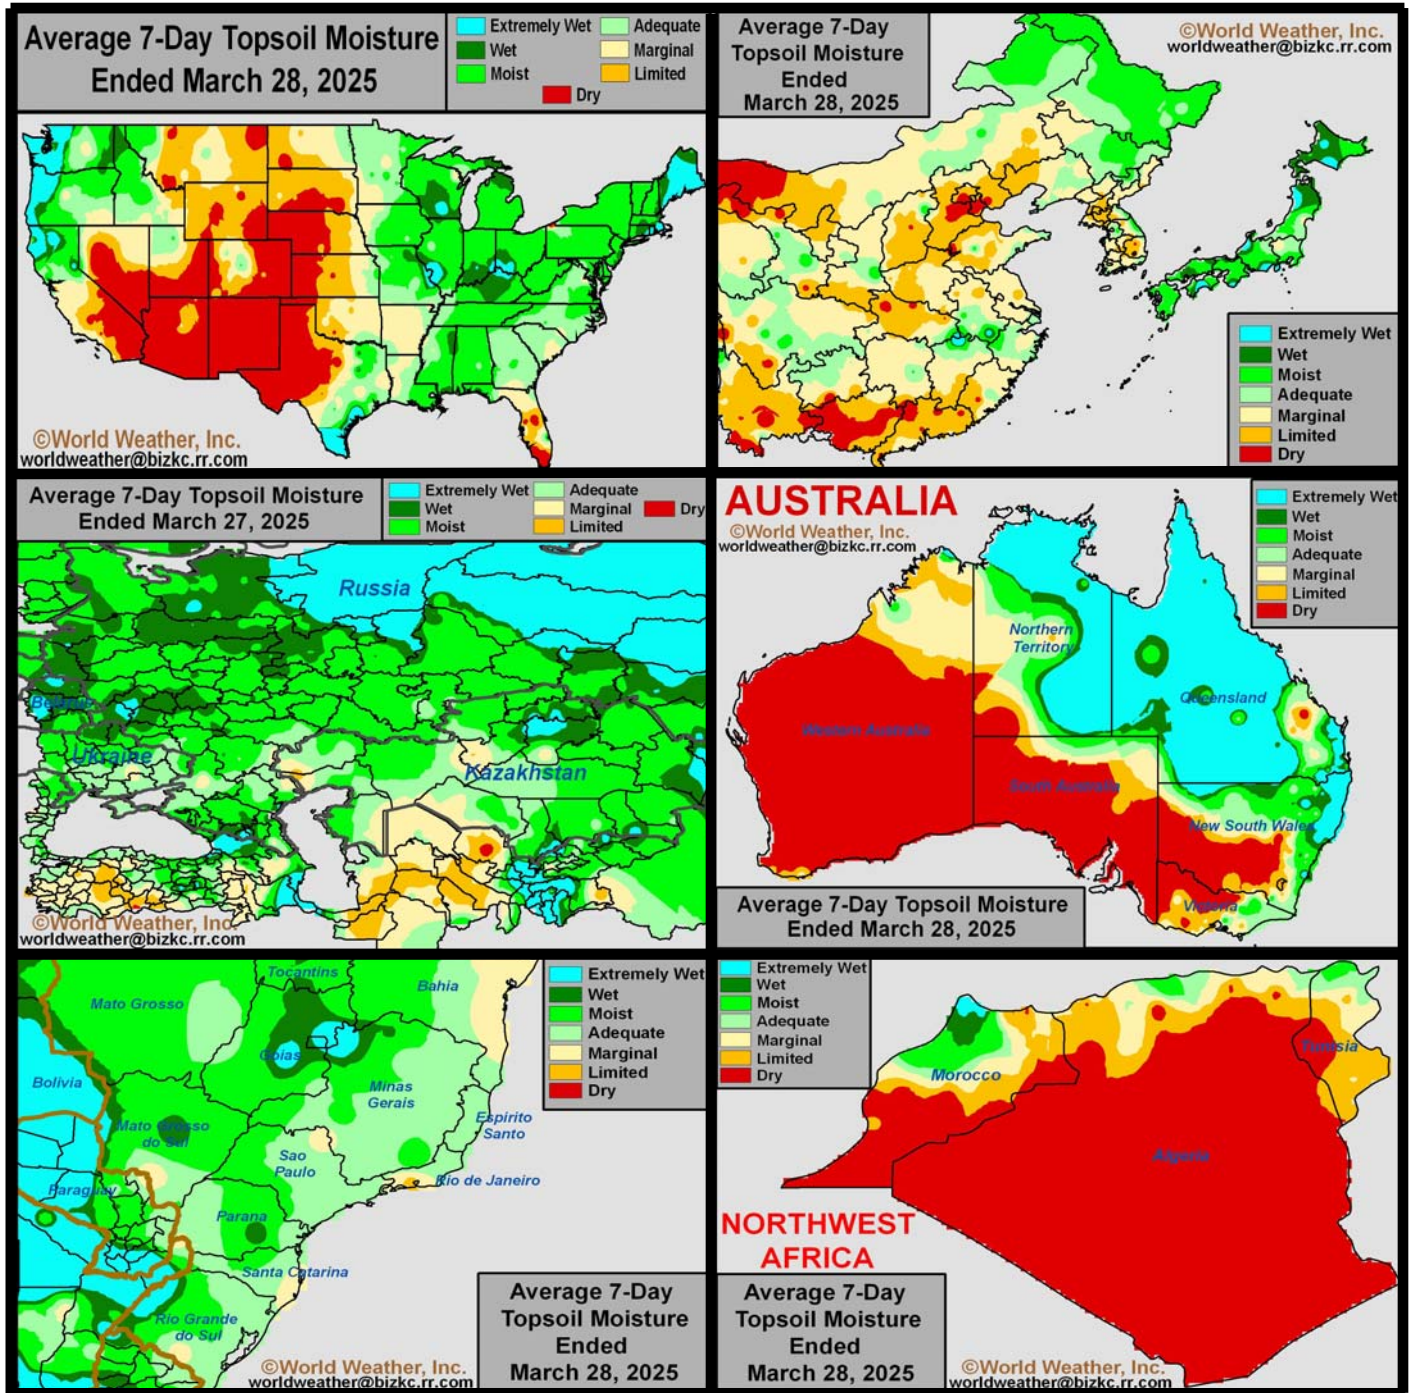 Average 7-Day Topsoil Moisture
Ended March 28, 2025
Extremely Wet
Wet
Moist
Adequate
Marginal
Limited
Dry
©World Weather, Inc.
worldweather@bizkc.rr.com
Average 7-Day
Topsoil Moisture
Ended
March 28, 2025
©World Weather, Inc.
worldweather@bizkc.rr.com
Extremely Wet
Wet
Moist
Adequate
Marginal
Limited
Dry
Average 7-Day Topsoil Moisture
Ended March 27, 2025
Extremely Wet
Wet
Moist
Adequate
Marginal
Limited
Dry
Russia
Belarus
Ukraine
Kazakhstan
©World Weather, Inc.
worldweather@bizkc.rr.com
AUSTRALIA
©World Weather, Inc.
worldweather@bizkc.rr.com
Extremely Wet
Wet
Moist
Adequate
Marginal
Limited
Dry
Northern
Territory
Queensland
Western Australia
South Australia
New South Wales
Victoria
Average 7-Day Topsoil Moisture
Ended March 28, 2025
Extremely Wet
Wet
Moist
Adequate
Marginal
Limited
Dry
Tocantins
Bahia
Mato Grosso
Goias
Bolivia
Minas
Gerais
Espirito
Santo
Mato Grosso
do Sul
Sao
Paulo
Rio de Janeiro
Paraguay
Parana
Santa Catarina
Rio Grande
do Sul
Average 7-Day
Topsoil Moisture
Ended
March 28, 2025
©World Weather, Inc.
worldweather@bizkc.rr.com
Extremely Wet
Wet
Moist
Adequate
Marginal
Limited
Dry
Morocco
Tunisia
Algeria
NORTHWEST
AFRICA
Average 7-Day
Topsoil Moisture
Ended
March 28, 2025
©World Weather, Inc.
worldweather@bizkc.rr.com